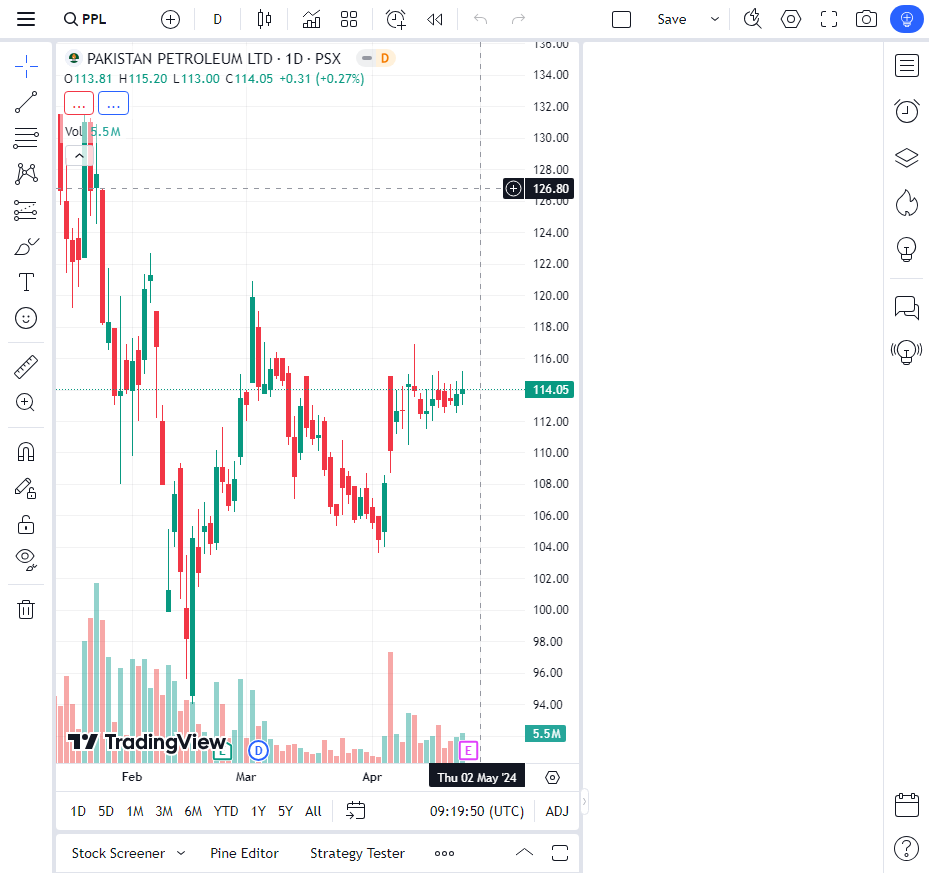 PPL
D
Save
PAKISTAN PETROLEUM LTD · 1D · PSX
D
O113.81 H115.20 L113.00 C114.05 +0.31 (+0.27%)
... ...
Vol 5.5M
136.00
134.00
132.00
130.00
128.00
126.80
126.00
124.00
122.00
120.00
118.00
116.00
114.05
112.00
110.00
108.00
106.00
104.00
102.00
100.00
98.00
96.00
94.00
5.5M
TradingView
E D E
Feb Mar Apr Thu 02 May '24
1D 5D 1M 3M 6M YTD 1Y 5Y All 09:19:50 (UTC) ADJ
Stock Screener Pine Editor Strategy Tester